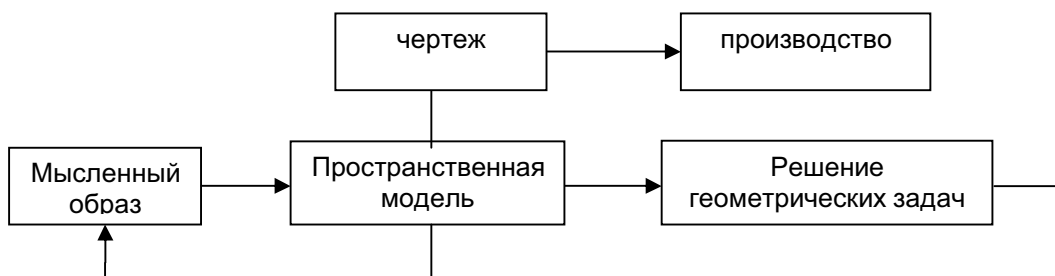 чертеж
производство
Мысленный
образ
Пространственная
модель
Решение
геометрических задач